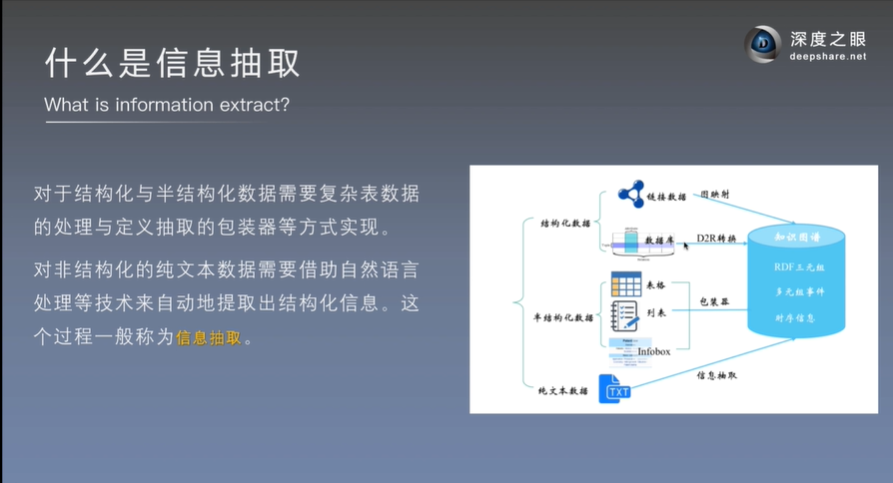 什么是信息抽取
What is information extract?
深度之眼
deepshare.net
对于结构化与半结构化数据需要复杂表数据
的处理与定义抽取的包装器等方式实现。
对非结构化的纯文本数据需要借助自然语言
处理等技术来自动地提取出结构化信息。这
个过程一般称为信息抽取。
结构化数据
链接数据
图映射
数据库
D2R转换
半结构化数据
表格
列表
Infobox
包装器
纯文本数据
TXT
信息抽取
知识图谱
RDF三元组
多元组事件
时序信息